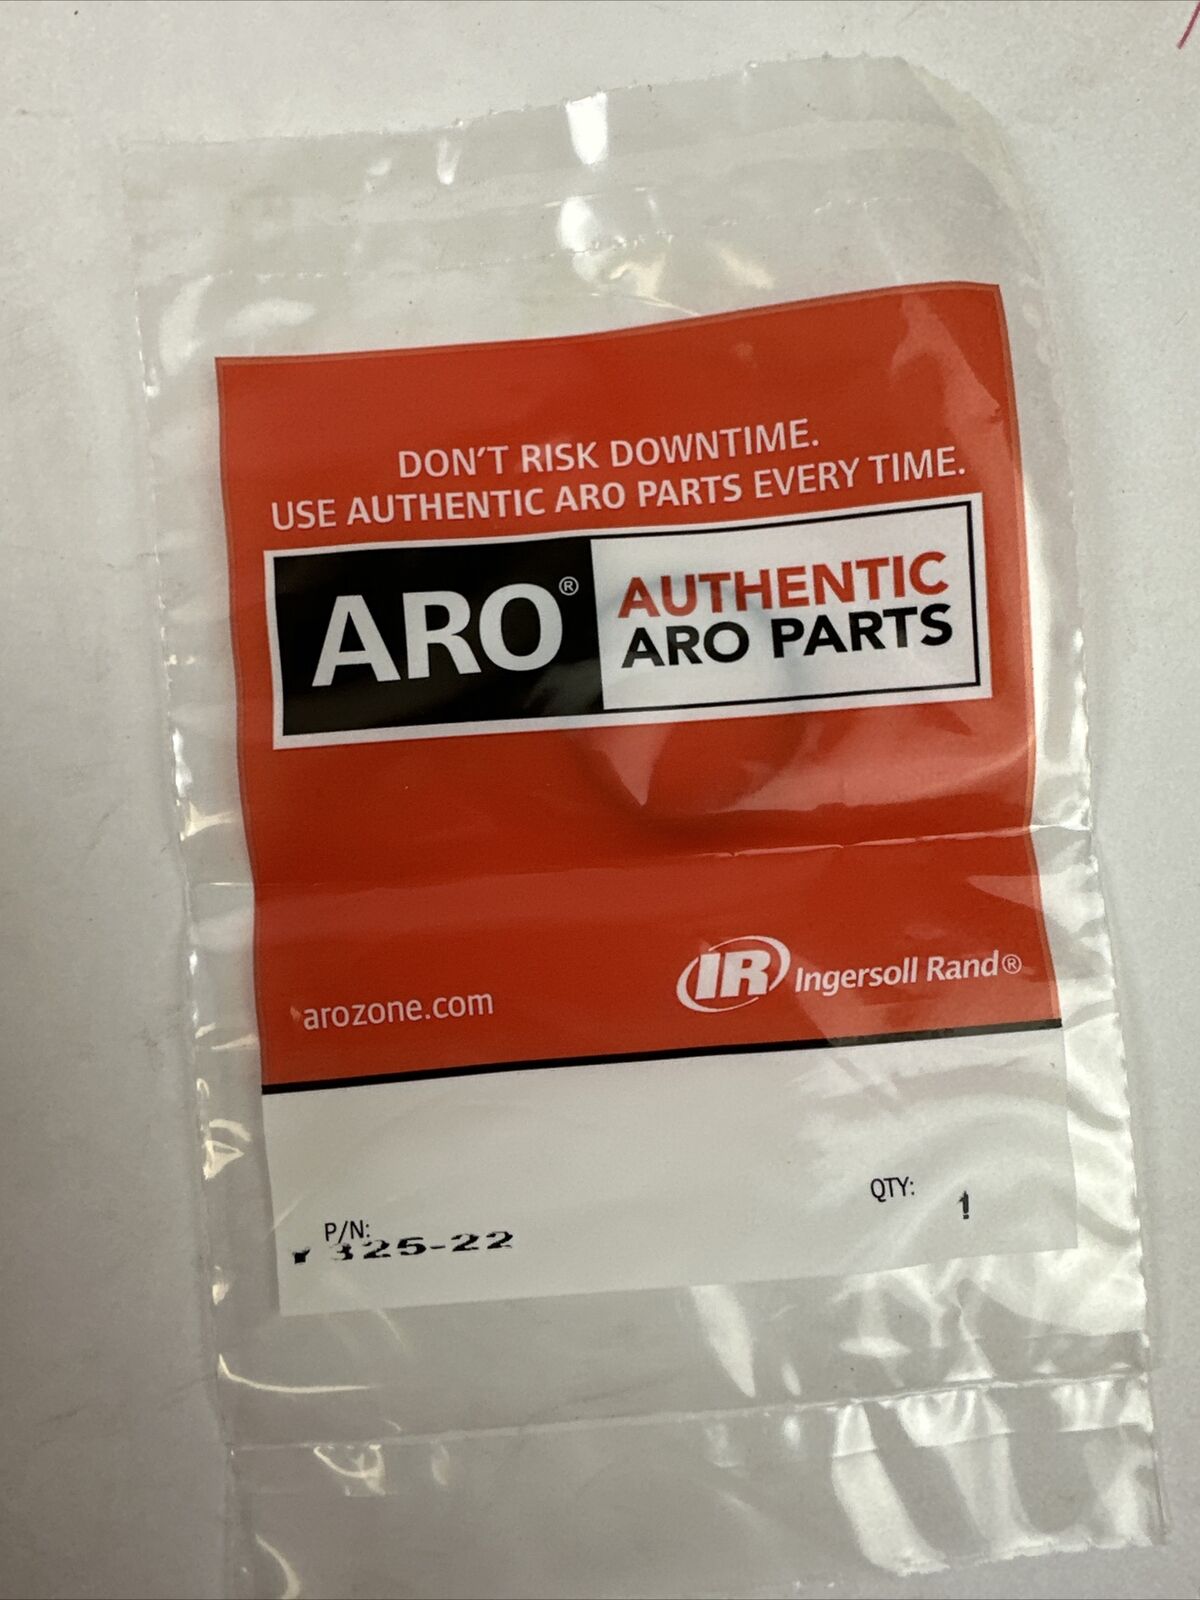 DON'T RISK DOWNTIME.
USE AUTHENTIC ARO PARTS EVERY TIME.
ARO®
AUTHENTIC
ARO PARTS
arozone.com
IR Ingersoll Rand®
QTY:
1
P/N:
325-22